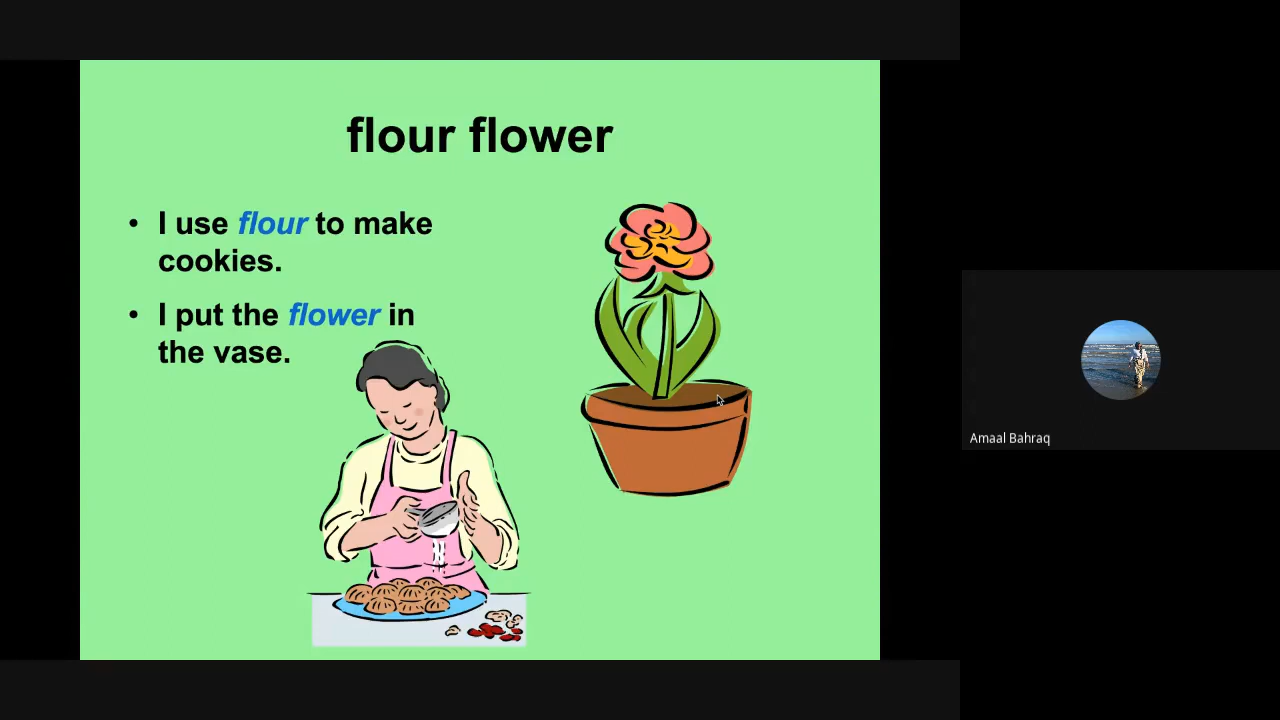 flour flower
• I use flour to make
cookies.
• I put the flower in
the vase.
Amaal Bahraq